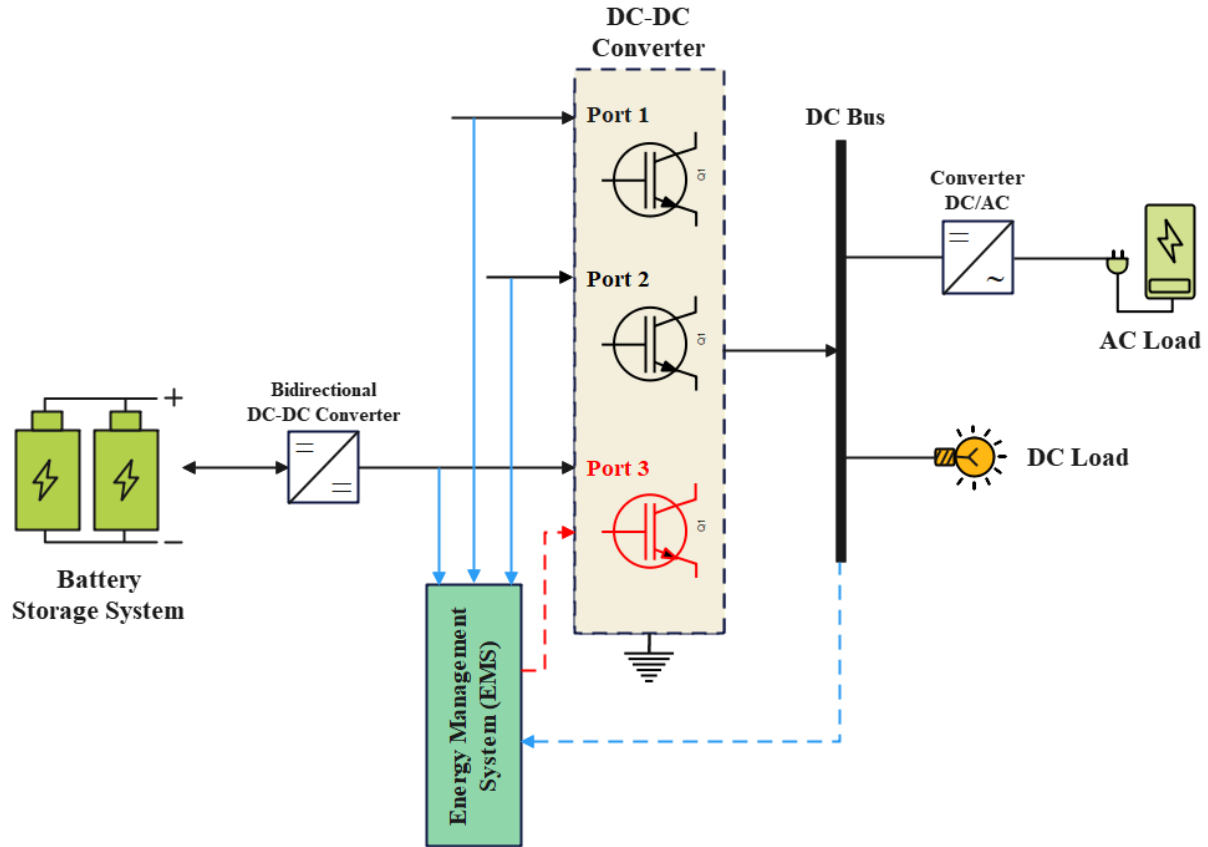 DC-DC
Converter
Port 1
Q1
DC Bus
Converter
DC/AC
Port 2
Q1
AC Load
Bidirectional
DC-DC Converter
+
−
Port 3
Q1
DC Load
Battery
Storage System
Energy Management
System (EMS)